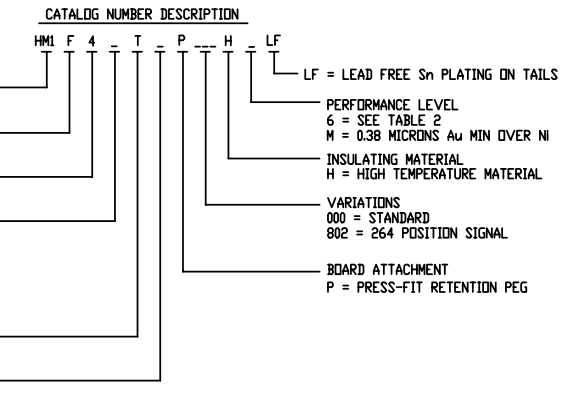 CATALOG NUMBER DESCRIPTION
HM1 F 4 _ T _ P ___ H _ LF
LF = LEAD FREE Sn PLATING ON TAILS
PERFORMANCE LEVEL
6 = SEE TABLE 2
M = 0.38 MICRONS Au MIN OVER Ni
INSULATING MATERIAL
H = HIGH TEMPERATURE MATERIAL
VARIATIONS
000 = STANDARD
802 = 264 POSITION SIGNAL
BOARD ATTACHMENT
P = PRESS-FIT RETENTION PEG